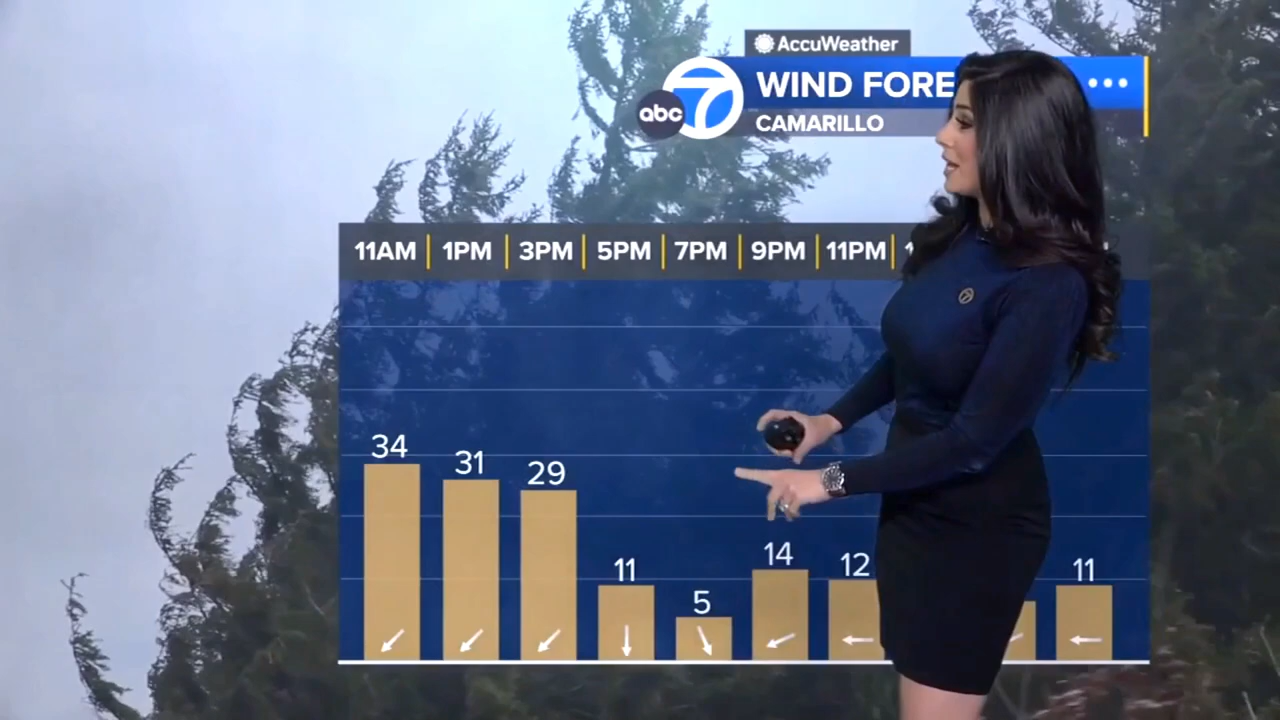 AccuWeather
abc 7 WIND FORE
CAMARILLO
11AM 1PM 3PM 5PM 7PM 9PM 11PM
34 31 29 11 5 14 12 11